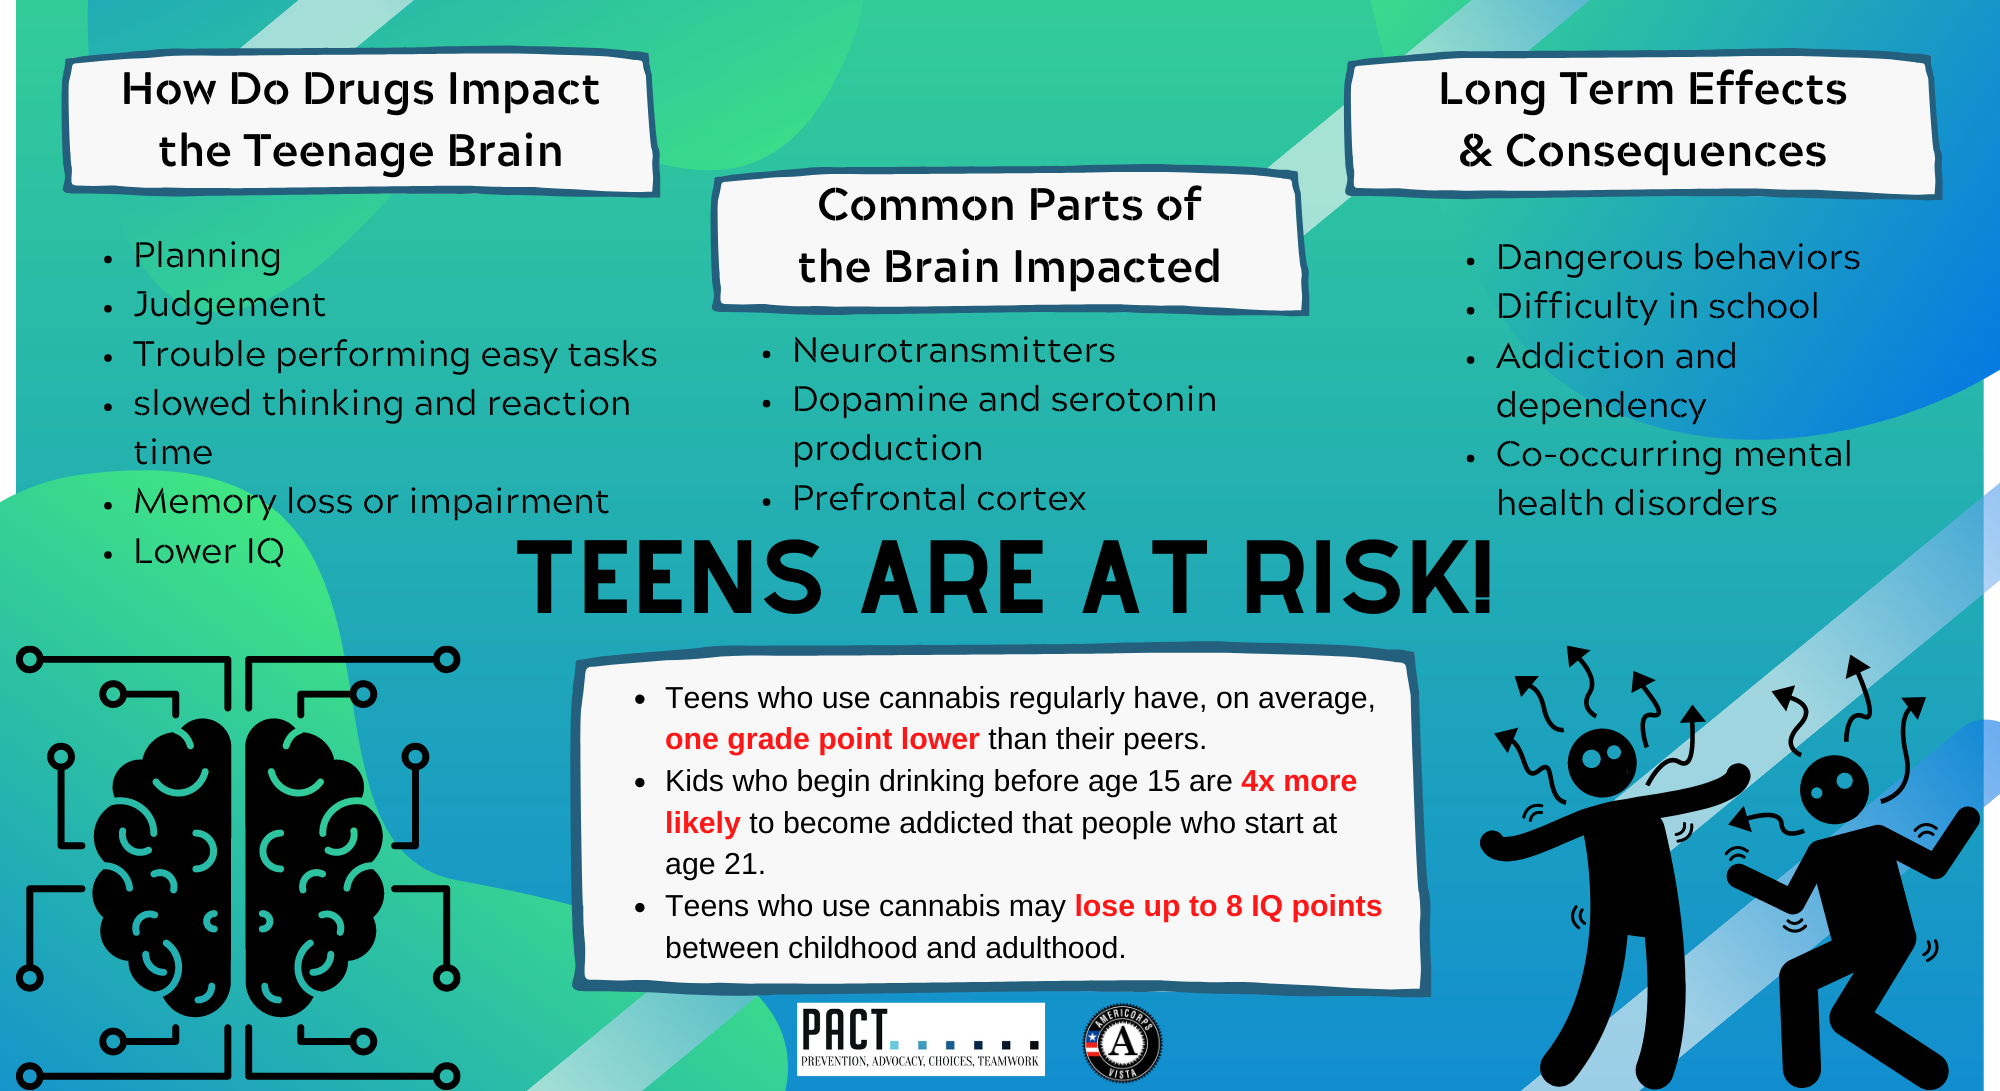 How Do Drugs Impact
the Teenage Brain
• Planning
• Judgement
• Trouble performing easy tasks
• slowed thinking and reaction
time
• Memory loss or impairment
• Lower IQ
Common Parts of
the Brain Impacted
• Neurotransmitters
• Dopamine and serotonin
production
• Prefrontal cortex
Long Term Effects
& Consequences
• Dangerous behaviors
• Difficulty in school
• Addiction and
dependency
• Co-occurring mental
health disorders
TEENS ARE AT RISK!
• Teens who use cannabis regularly have, on average,
one grade point lower than their peers.
• Kids who begin drinking before age 15 are 4x more
likely to become addicted that people who start at
age 21.
• Teens who use cannabis may lose up to 8 IQ points
between childhood and adulthood.
PACT
PREVENTION, ADVOCACY, CHOICES, TEAMWORK
AMERICORPS
A
VISTA